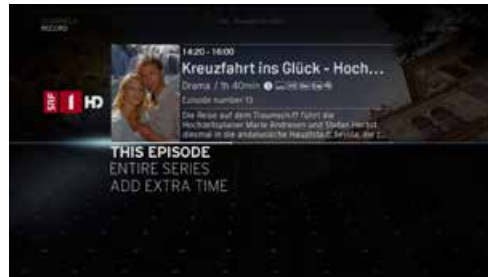 CHANNELS
RECORD
14:20 - 16:00
Kreuzfahrt ins Glück - Hoch...
Drama / 1h 40min
Episode number 13
SRF 1 HD
Die Reise auf dem Traumschiff führt die
Hochzeitsplaner Marie Andresen und Stefan Herbst
diesmal in die andalusische Hauptstadt Sevilla, der
THIS EPISODE
ENTIRE SERIES
ADD EXTRA TIME